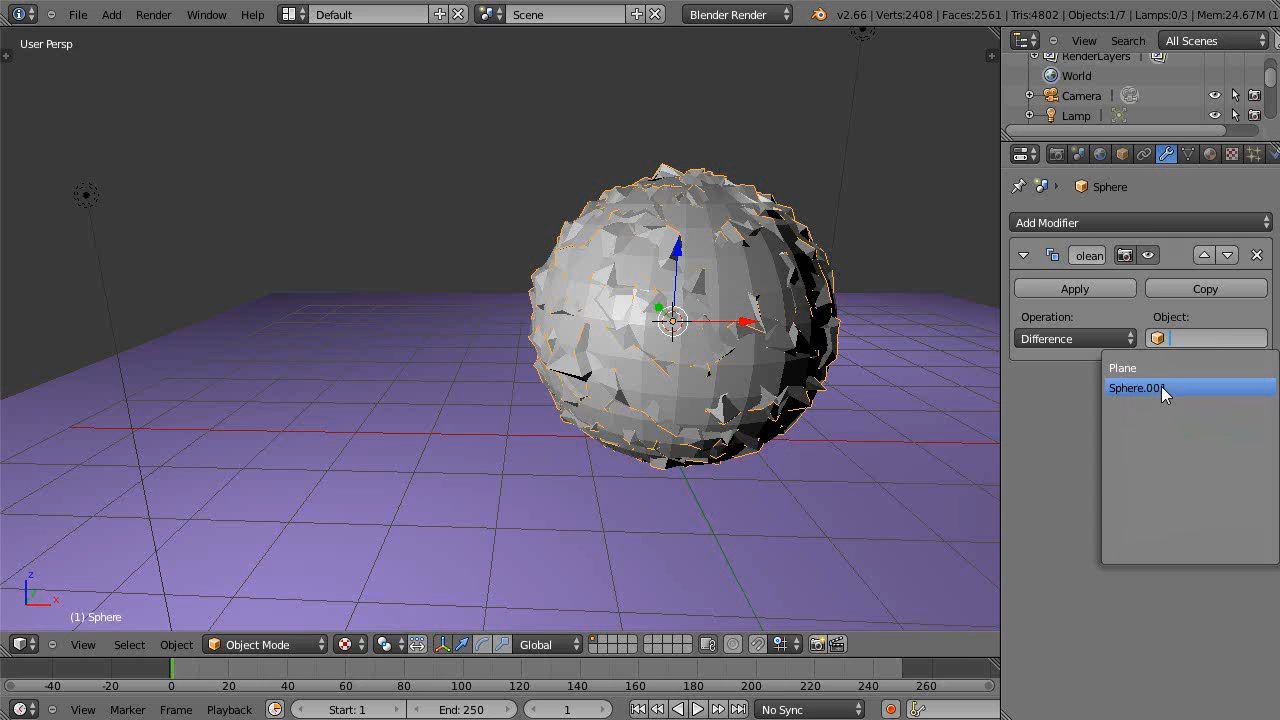 File Add Render Window Help Default Scene Blender Render v2.66 | Verts:2408 | Faces:2561 | Tris:4802 | Objects:1/7 | Lamps:0/3 | Mem:24.67M (1
User Persp
View Search All Scenes
RenderLayers
World
Camera
Lamp
Sphere
Add Modifier
olean
Apply Copy
Operation: Object:
Difference
Plane
(1) Sphere
z
y
x
View Select Object Object Mode Global
-40 -20 0 20 40 60 80 100 120 140 160 180 200 220 240 260
View Marker Frame Playback Start: 1 End: 250 1 No Sync